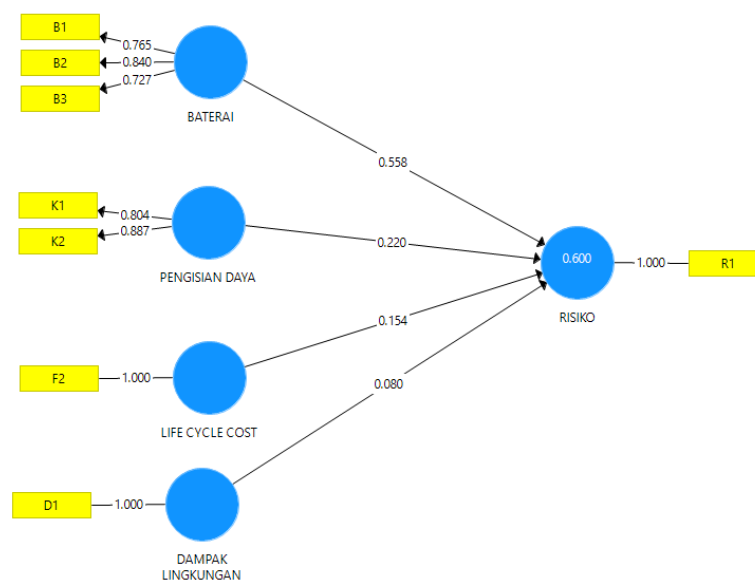 B1
0.765
B2
0.840
0.727
B3
BATERAI
0.558
K1
0.804
0.887
K2
0.220
PENGISIAN DAYA
0.600
1.000
R1
RISIKO
0.154
F2
1.000
0.080
LIFE CYCLE COST
D1
1.000
DAMPAK
LINGKUNGAN